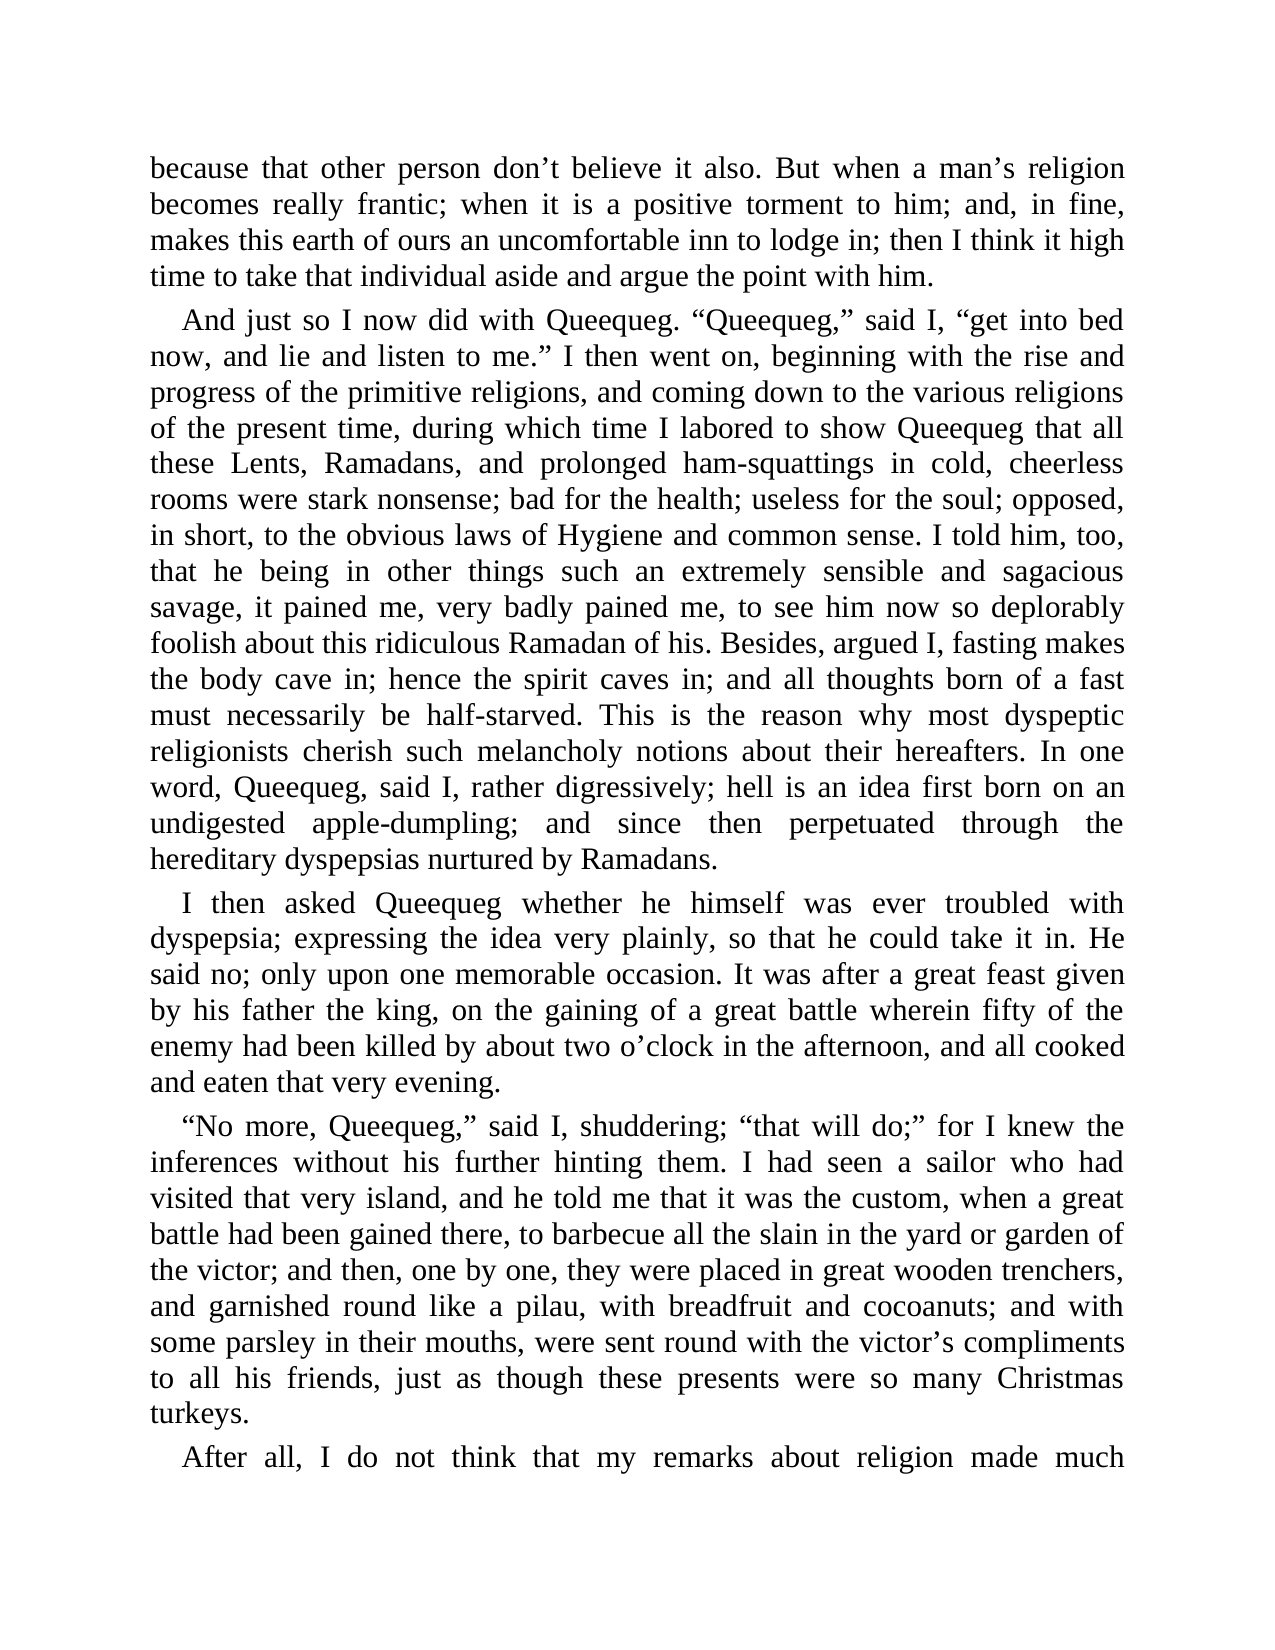 because that other person don’t believe it also. But when a man’s religion
becomes really frantic; when it is a positive torment to him; and, in fine,
makes this earth of ours an uncomfortable inn to lodge in; then I think it high
time to take that individual aside and argue the point with him.
And just so I now did with Queequeg. “Queequeg,” said I, “get into bed
now, and lie and listen to me.” I then went on, beginning with the rise and
progress of the primitive religions, and coming down to the various religions
of the present time, during which time I labored to show Queequeg that all
these Lents, Ramadans, and prolonged ham-squattings in cold, cheerless
rooms were stark nonsense; bad for the health; useless for the soul; opposed,
in short, to the obvious laws of Hygiene and common sense. I told him, too,
that he being in other things such an extremely sensible and sagacious
savage, it pained me, very badly pained me, to see him now so deplorably
foolish about this ridiculous Ramadan of his. Besides, argued I, fasting makes
the body cave in; hence the spirit caves in; and all thoughts born of a fast
must necessarily be half-starved. This is the reason why most dyspeptic
religionists cherish such melancholy notions about their hereafters. In one
word, Queequeg, said I, rather digressively; hell is an idea first born on an
undigested apple-dumpling; and since then perpetuated through the
hereditary dyspepsias nurtured by Ramadans.
I then asked Queequeg whether he himself was ever troubled with
dyspepsia; expressing the idea very plainly, so that he could take it in. He
said no; only upon one memorable occasion. It was after a great feast given
by his father the king, on the gaining of a great battle wherein fifty of the
enemy had been killed by about two o’clock in the afternoon, and all cooked
and eaten that very evening.
“No more, Queequeg,” said I, shuddering; “that will do;” for I knew the
inferences without his further hinting them. I had seen a sailor who had
visited that very island, and he told me that it was the custom, when a great
battle had been gained there, to barbecue all the slain in the yard or garden of
the victor; and then, one by one, they were placed in great wooden trenchers,
and garnished round like a pilau, with breadfruit and cocoanuts; and with
some parsley in their mouths, were sent round with the victor’s compliments
to all his friends, just as though these presents were so many Christmas
turkeys.
After all, I do not think that my remarks about religion made much